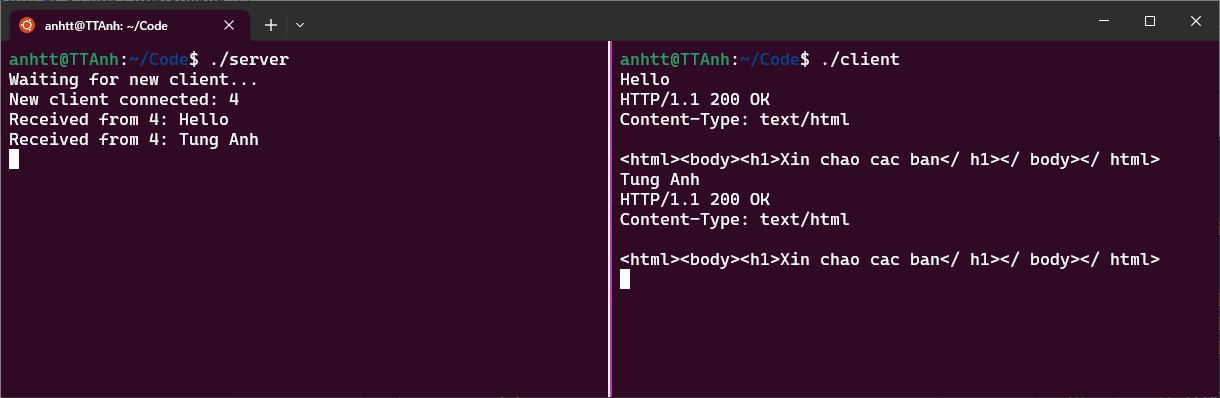 anhtt@TTAnh: ~/Code
anhtt@TTAnh:~/Code$ ./server
Waiting for new client...
New client connected: 4
Received from 4: Hello
Received from 4: Tung Anh
anhtt@TTAnh:~/Code$ ./client
Hello
HTTP/1.1 200 OK
Content-Type: text/html
<html><body><h1>Xin chao cac ban</ h1></ body></ html>
Tung Anh
HTTP/1.1 200 OK
Content-Type: text/html
<html><body><h1>Xin chao cac ban</ h1></ body></ html>